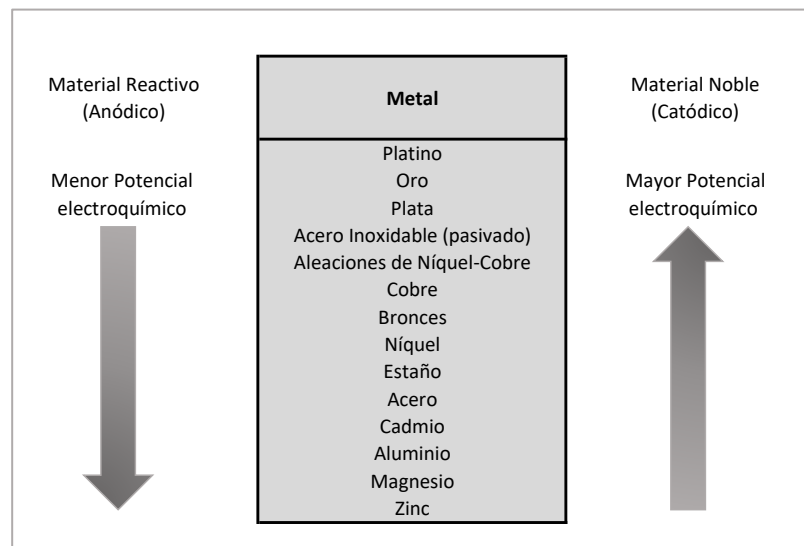 Material Reactivo
(Anódico)
Menor Potencial
electroquímico
Metal
Platino
Oro
Plata
Acero Inoxidable (pasivado)
Aleaciones de Níquel-Cobre
Cobre
Bronces
Níquel
Estaño
Acero
Cadmio
Aluminio
Magnesio
Zinc
Material Noble
(Catódico)
Mayor Potencial
electroquímico